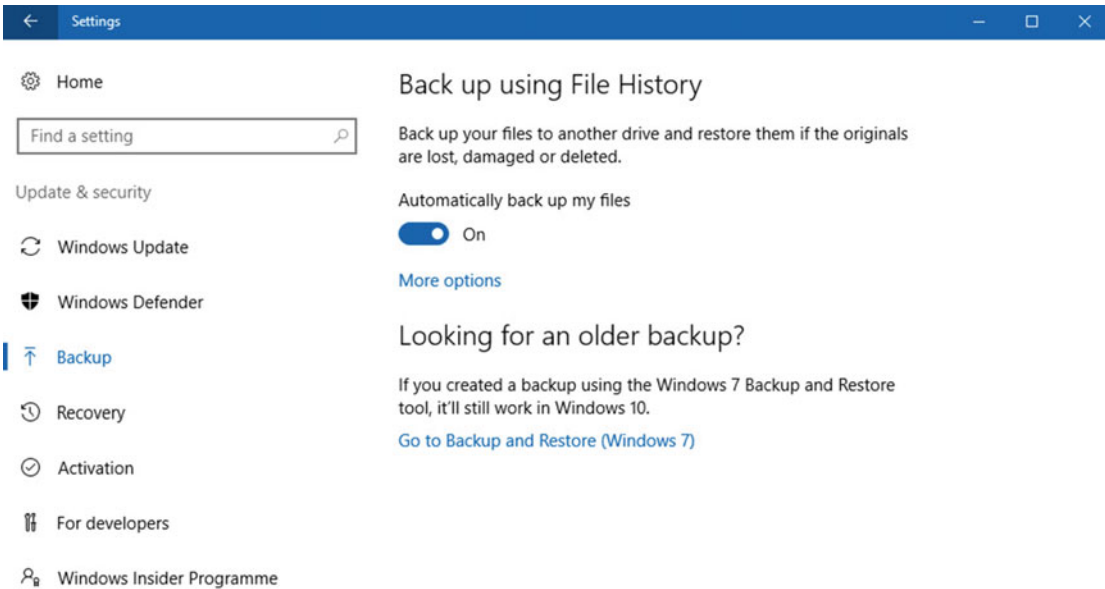 Settings
Home
Find a setting
Update & security
Windows Update
Windows Defender
Backup
Recovery
Activation
For developers
Windows Insider Programme
Back up using File History
Back up your files to another drive and restore them if the originals
are lost, damaged or deleted.
Automatically back up my files
On
More options
Looking for an older backup?
If you created a backup using the Windows 7 Backup and Restore
tool, it'll still work in Windows 10.
Go to Backup and Restore (Windows 7)